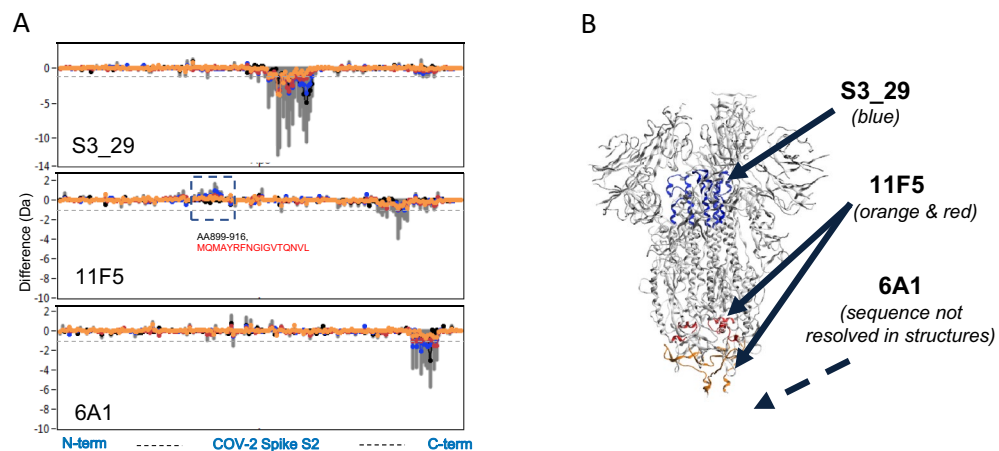 A
B
Difference (Da)
0
-5
-10
-14
S3_29
2
0
-2
-4
-6
-8
-10
AA899-916,
MQMAYRFNGIGVTQNVL
11F5
2
0
-2
-4
-6
-8
-10
6A1
N-term ------ COV-2 Spike S2 ------ C-term
S3_29
(blue)
11F5
(orange & red)
6A1
(sequence not
resolved in structures)